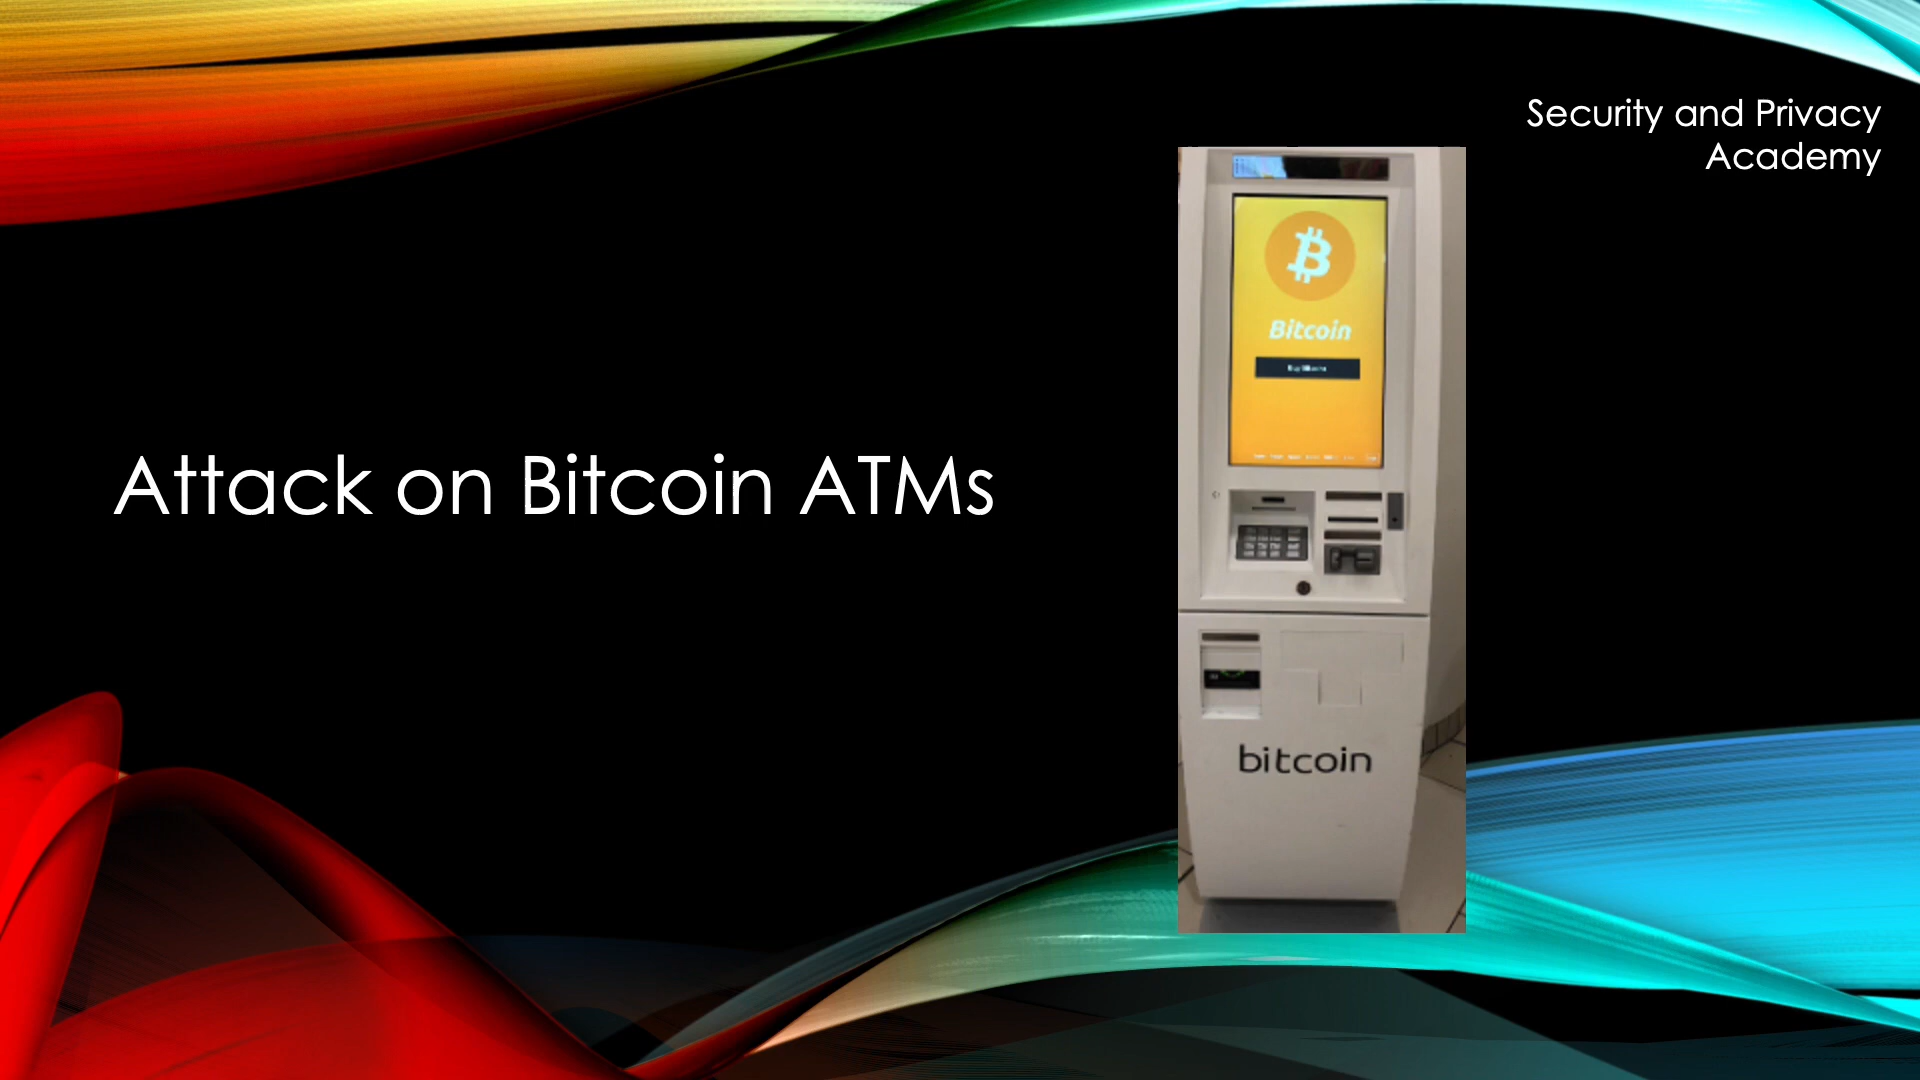 Security and Privacy
Academy
Attack on Bitcoin ATMs
Bitcoin
bitcoin